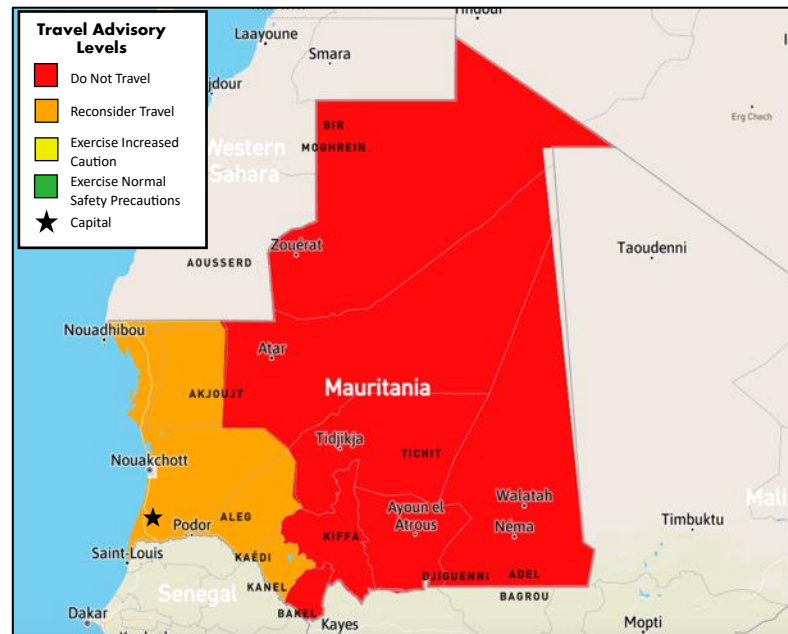 Travel Advisory
Levels
Do Not Travel
Reconsider Travel
Exercise Increased
Caution
Exercise Normal
Safety Precautions
Capital
Laayoune
Smara
jdour
Erg Chech
BIR
MOGHREIN
Western
Sahara
Zouérat
AOUSSERD
Taoudenni
Nouadhibou
Atar
Mauritania
AKJOUJT
Tidjikja
TICHIT
Nouakchott
Walatah
Ayoun el
Atrous
Néma
Mali
Timbuktu
Podor
ALEG
KIFFA
Saint-Louis
KAÉDI
Senegal
KANEL
DJIGUENNI
ADEL
BAGROU
BAKEL
Dakar
Kayes
Mopti